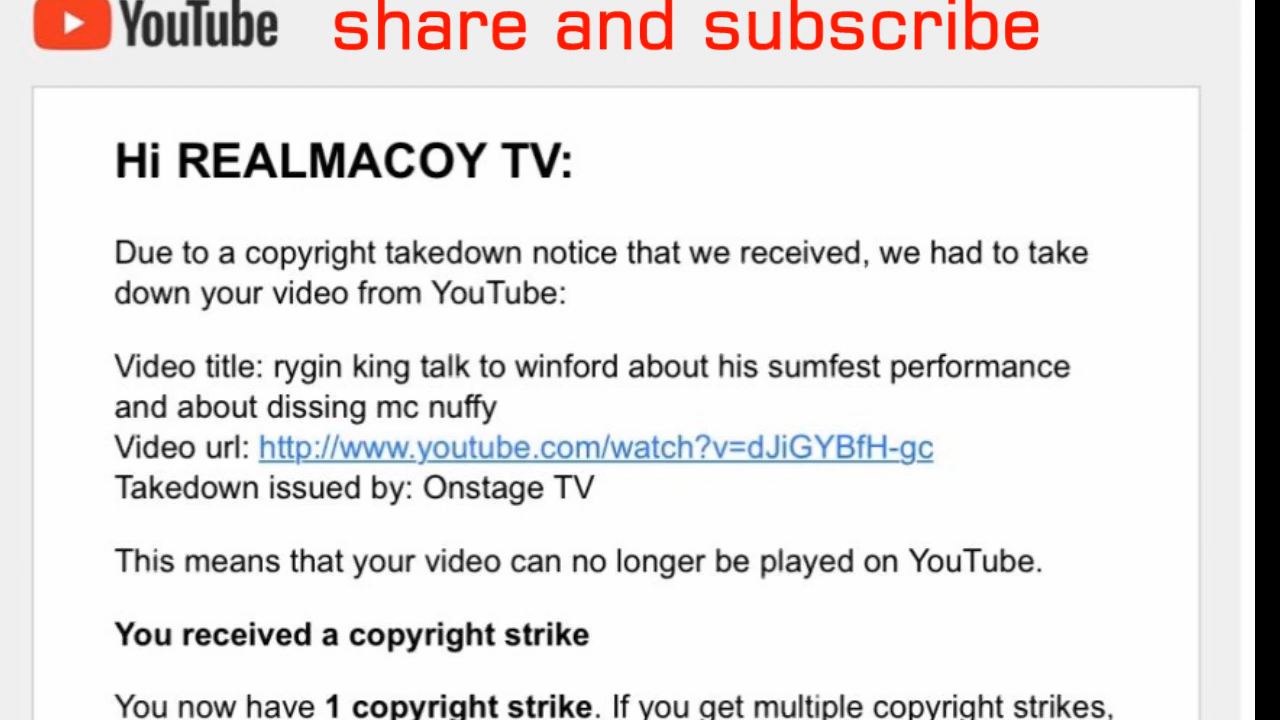 YouTube share and subscribe
Hi REALMACOY TV:
Due to a copyright takedown notice that we received, we had to take
down your video from YouTube:
Video title: rygin king talk to winford about his sumfest performance
and about dissing mc nuffy
Video url: http://www.youtube.com/watch?v=dJiGYBfH-gc
Takedown issued by: Onstage TV
This means that your video can no longer be played on YouTube.
You received a copyright strike
You now have 1 copyright strike. If you get multiple copyright strikes,